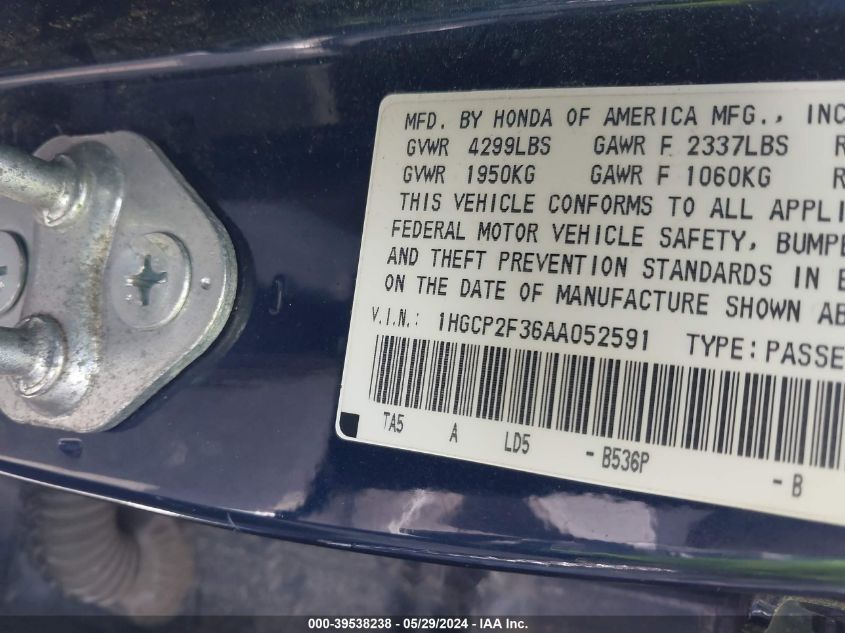 MFD. BY HONDA OF AMERICA MFG., INC
GVWR 4299LBS GAWR F 2337LBS R
GVWR 1950KG GAWR F 1060KG R
THIS VEHICLE CONFORMS TO ALL APPLI
FEDERAL MOTOR VEHICLE SAFETY, BUMPE
AND THEFT PREVENTION STANDARDS IN E
ON THE DATE OF MANUFACTURE SHOWN AB
V.I.N.: 1HGCP2F36AA052591 TYPE:PASSE
TA5 A LD5 -B536P -B
000-39538238 - 05/29/2024 - IAA Inc.